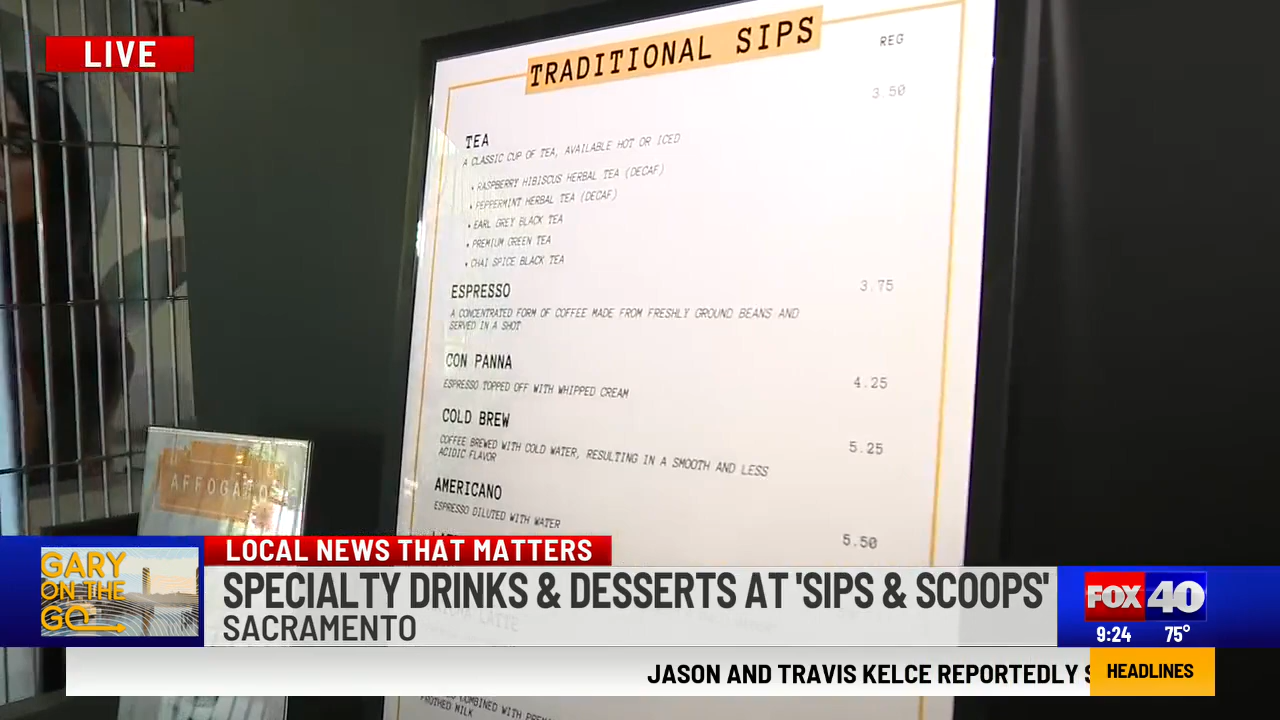 LIVE
TRADITIONAL SIPS
REG
3.50
TEA
A CLASSIC CUP OF TEA, AVAILABLE HOT OR ICED
• RASPBERRY HIBISCUS HERBAL TEA (DECAF)
• PEPPERMINT HERBAL TEA (DECAF)
• EARL GREY BLACK TEA
• PREMIUM GREEN TEA
• CHAI SPICE BLACK TEA
ESPRESSO
3.75
A CONCENTRATED FORM OF COFFEE MADE FROM FRESHLY GROUND BEANS AND
SERVED IN A SHOT
CON PANNA
4.25
ESPRESSO TOPPED OFF WITH WHIPPED CREAM
COLD BREW
5.25
COFFEE BREWED WITH COLD WATER, RESULTING IN A SMOOTH AND LESS
ACIDIC FLAVOR
AMERICANO
5.50
ESPRESSO DILUTED WITH WATER
LATTE
COMBINED WITH
FROTHED MILK
AFFOGATO
GARY
ON THE
GO
LOCAL NEWS THAT MATTERS
SPECIALTY DRINKS & DESSERTS AT 'SIPS & SCOOPS'
SACRAMENTO
FOX 40
9:24 75°
JASON AND TRAVIS KELCE REPORTEDLY
HEADLINES